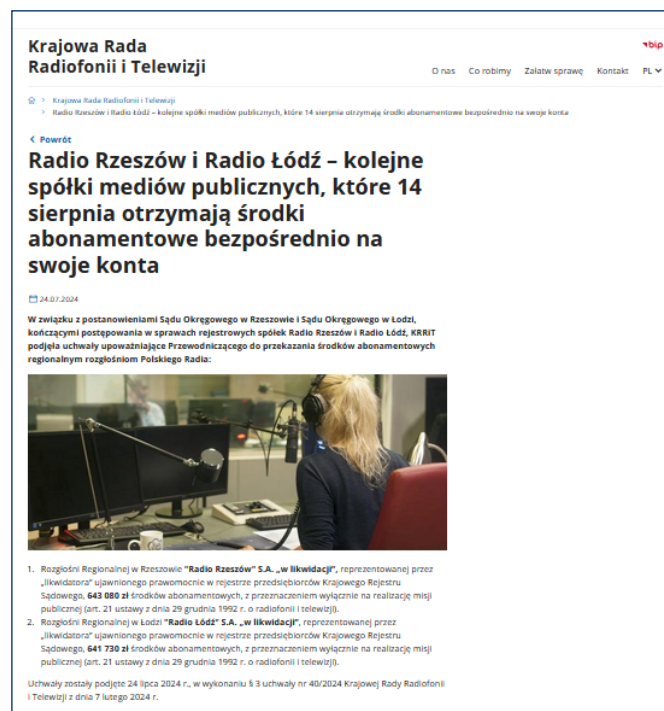 Krajowa Rada
Radiofonii i Telewizji
bip
O nas Co robimy Załatw sprawę Kontakt PL
Krajowa Rada Radiofonii i Telewizji
Radio Rzeszów i Radio Łódź – kolejne spółki mediów publicznych, które 14 sierpnia otrzymają środki abonamentowe bezpośrednio na swoje konta
Powrót
Radio Rzeszów i Radio Łódź – kolejne
spółki mediów publicznych, które 14
sierpnia otrzymają środki
abonamentowe bezpośrednio na
swoje konta
24.07.2024
W związku z postanowieniami Sądu Okręgowego w Rzeszowie i Sądu Okręgowego w Łodzi,
kończącymi postępowania w sprawach rejestrowych spółek Radio Rzeszów i Radio Łódź, KRRiT
podjęła uchwały upoważniające Przewodniczącego do przekazania środków abonamentowych
regionalnym rozgłośniom Polskiego Radia:
1. Rozgłośni Regionalnej w Rzeszowie "Radio Rzeszów" S.A. „w likwidacji”, reprezentowanej przez
„likwidatora” ujawnionego prawomocnie w rejestrze przedsiębiorców Krajowego Rejestru
Sądowego, 643 080 zł środków abonamentowych, z przeznaczeniem wyłącznie na realizację misji
publicznej (art. 21 ustawy z dnia 29 grudnia 1992 r. o radiofonii i telewizji).
2. Rozgłośni Regionalnej w Łodzi "Radio Łódź" S.A. „w likwidacji”, reprezentowanej przez
„likwidatora” ujawnionego prawomocnie w rejestrze przedsiębiorców Krajowego Rejestru
Sądowego, 641 730 zł środków abonamentowych, z przeznaczeniem wyłącznie na realizację misji
publicznej (art. 21 ustawy z dnia 29 grudnia 1992 r. o radiofonii i telewizji).
Uchwały zostały podjęte 24 lipca 2024 r., w wykonaniu § 3 uchwały nr 40/2024 Krajowej Rady Radiofonii
i Telewizji z dnia 7 lutego 2024 r.